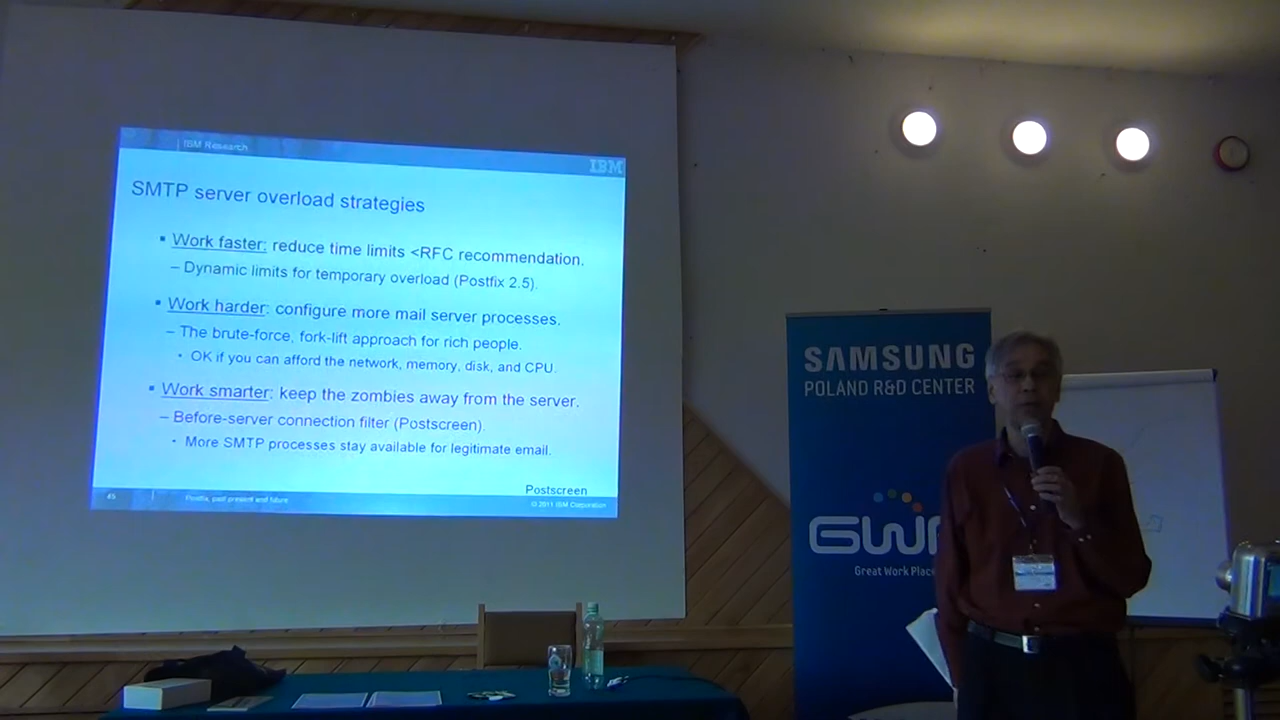 IBM Research
IBM
SMTP server overload strategies
▪ Work faster: reduce time limits <RFC recommendation.
– Dynamic limits for temporary overload (Postfix 2.5).
▪ Work harder: configure more mail server processes.
– The brute-force, fork-lift approach for rich people.
• OK if you can afford the network, memory, disk, and CPU.
▪ Work smarter: keep the zombies away from the server.
– Before-server connection filter (Postscreen).
• More SMTP processes stay available for legitimate email.
Postscreen
Postfix, past present and future
© 2011 IBM Corporation
SAMSUNG
POLAND R&D CENTER
Great Work